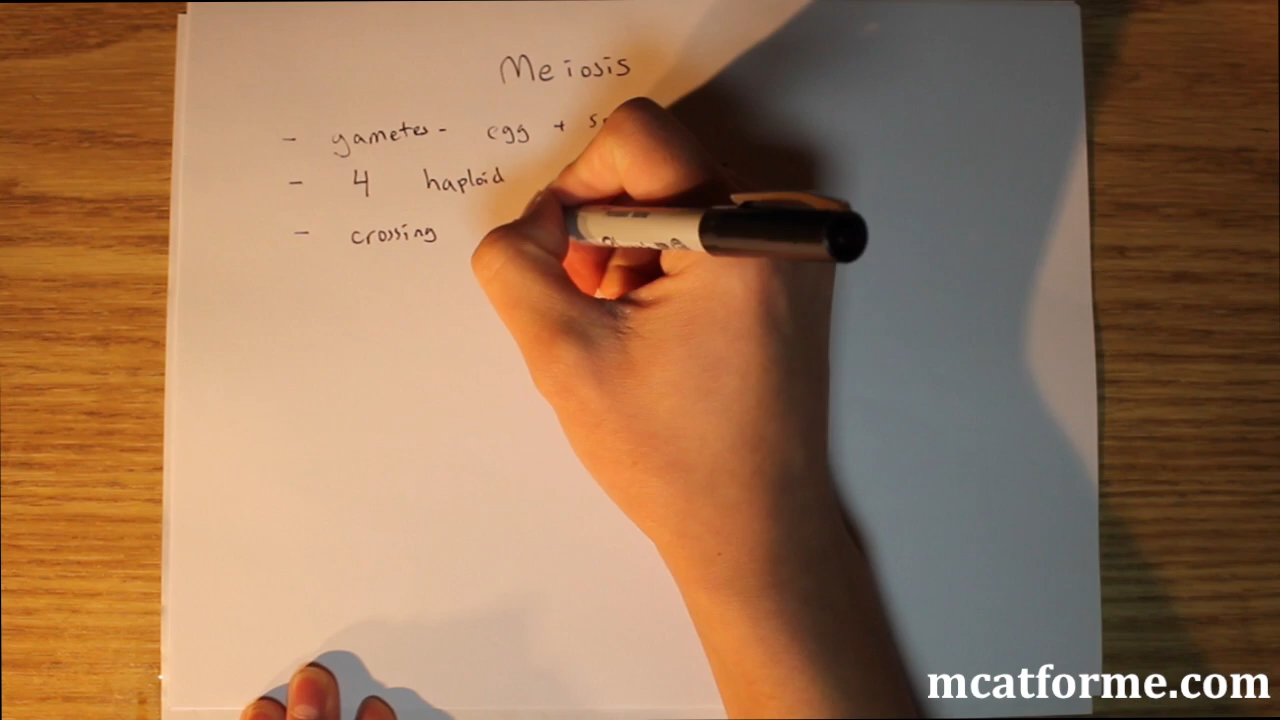 Meiosis
- gametes - egg +
- 4 haploid
- crossing
mcatforme.com